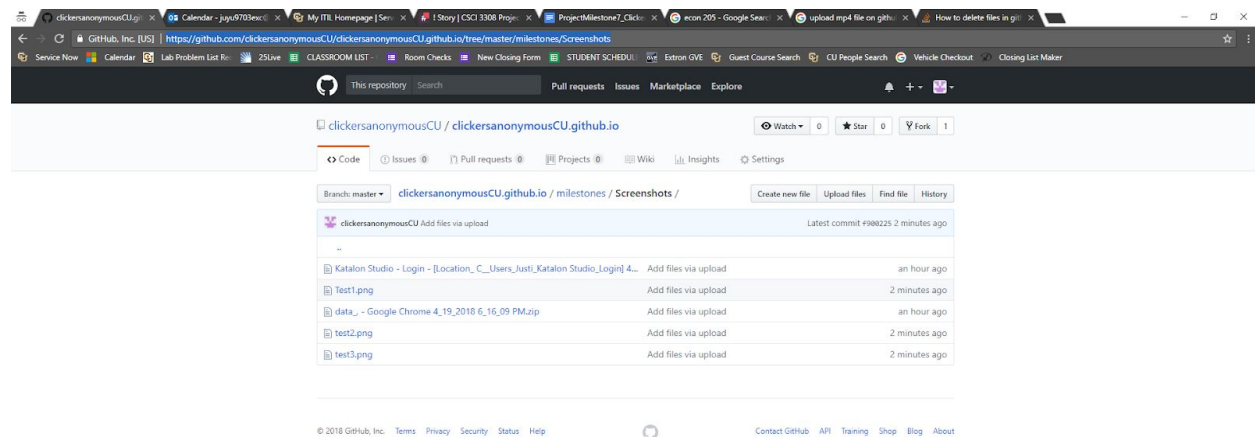 clickersanonymousCU.git
Calendar - juyu9703exc
My ITIL Homepage | Serv
! Story | CSCI 3308 Projec
ProjectMilestone7_Clicke
econ 205 - Google Search
upload mp4 file on githu
How to delete files in git
GitHub, Inc. [US] | https://github.com/clickersanonymousCU/clickersanonymousCU.github.io/tree/master/milestones/Screenshots
Service Now Calendar Lab Problem List Re 25Live CLASSROOM LIST - Room Checks New Closing Form STUDENT SCHEDUL Extron GVE Guest Course Search CU People Search Vehicle Checkout Closing List Maker
This repository Search Pull requests Issues Marketplace Explore
clickersanonymousCU / clickersanonymousCU.github.io Watch 0 Star 0 Fork 1
Code Issues 0 Pull requests 0 Projects 0 Wiki Insights Settings
Branch: master clickersanonymousCU.github.io / milestones / Screenshots / Create new file Upload files Find file History
clickersanonymousCU Add files via upload Latest commit f900225 2 minutes ago
..
Katalon Studio - Login - [Location_ C__Users_Justi_Katalon Studio_Login] 4... Add files via upload an hour ago
Test1.png Add files via upload 2 minutes ago
data_, - Google Chrome 4_19_2018 6_16_09 PM.zip Add files via upload an hour ago
test2.png Add files via upload 2 minutes ago
test3.png Add files via upload 2 minutes ago
© 2018 GitHub, Inc. Terms Privacy Security Status Help Contact GitHub API Training Shop Blog About